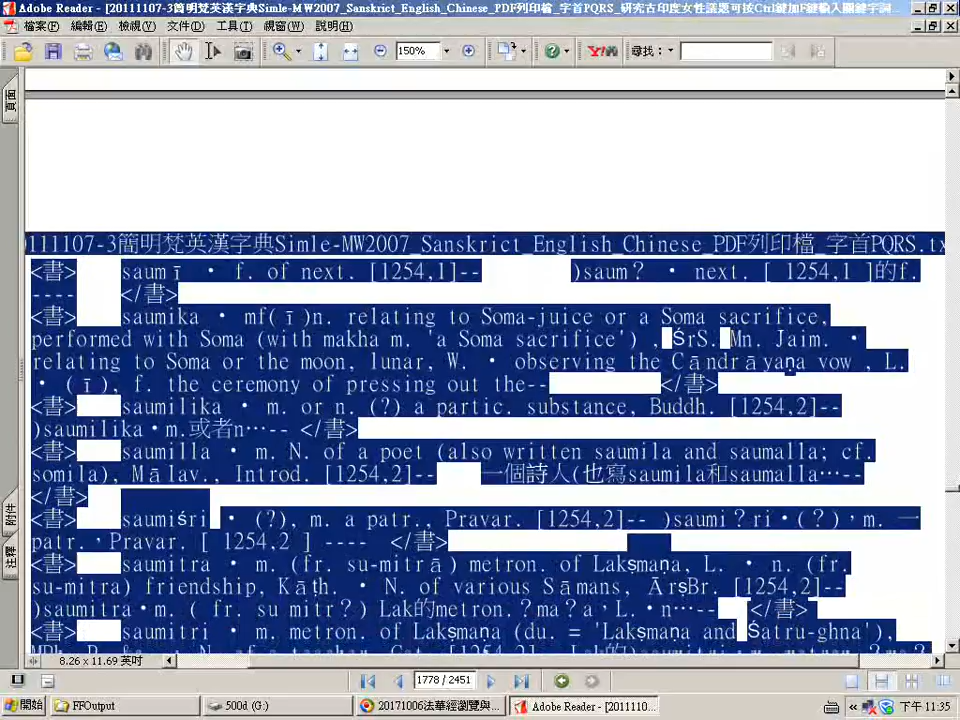 Adobe Reader - [20111107-3簡明梵英漢字典Simle-MW2007_Sanskrict_English_Chinese_PDF列印檔_字首PQRS_研究古印度女性議題可按Ctrl鍵加F鍵輸入關鍵字詞
檔案(F) 編輯(E) 檢視(V) 文件(D) 工具(T) 視窗(W) 說明(H)
150% Y! 尋找:
頁面
0111107-3簡明梵英漢字典Simle-MW2007_Sanskrict_English_Chinese_PDF列印檔_字首PQRS.tx
<書> saumī ‧ f. of next. [1254,1]-- )saum? ‧ next. [ 1254,1 ]的f.
---- </書>
<書> saumika ‧ mf(ī)n. relating to Soma-juice or a Soma sacrifice,
performed with Soma (with makha m. 'a Soma sacrifice') , ŚrS. Mn. Jaim. ‧
relating to Soma or the moon, lunar, W. ‧ observing the Cāndrāyaṇa vow , L.
‧ (ī), f. the ceremony of pressing out the-- </書>
<書> saumilika ‧ m. or n. (?) a partic. substance, Buddh. [1254,2]--
)saumilika‧m.或者n…-- </書>
<書> saumilla ‧ m. N. of a poet (also written saumila and saumalla; cf.
somila), Mālav., Introd. [1254,2]-- 一個詩人(也寫saumila和saumalla…--
</書>
<書> saumiśri ‧ (?), m. a patr., Pravar. [1254,2]-- )saumi?ri‧(?),m. 一
patr.,Pravar. [ 1254,2 ] ---- </書>
<書> saumitra ‧ m. (fr. su-mitrā) metron. of Lakṣmaṇa, L. ‧ n. (fr.
su-mitra) friendship, Kāṭh. ‧ N. of various Sāmans, ĀrṣBr. [1254,2]--
)saumitra‧m. ( fr. su mitr?) Lak的metron. ?ma?a,L.‧n…-- </書>
<書> saumitri ‧ m. metron. of Lakṣmaṇa (du. = 'Lakṣmaṇa and Śatru-ghna'),
附件
註釋
8.26 x 11.69 英吋
1778 / 2451
開始 FFOutput 500d (G:) 20171006法華經瀏覽與... Adobe Reader - [2011110... « 下午 11:35